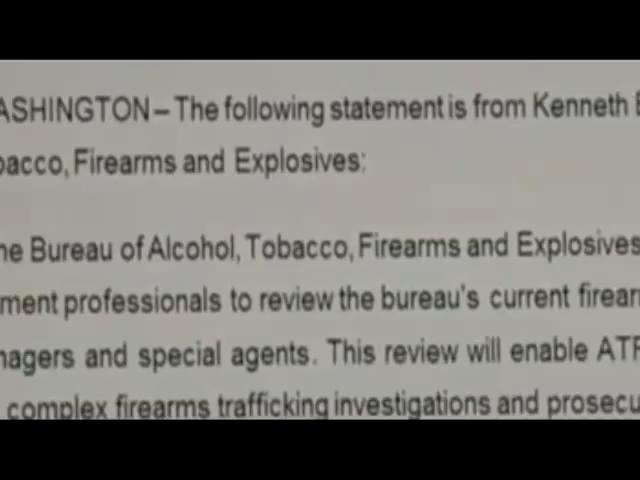 ASHINGTON – The following statement is from Kenneth E
bacco, Firearms and Explosives:
he Bureau of Alcohol, Tobacco, Firearms and Explosives
ment professionals to review the bureau's current firearm
nagers and special agents. This review will enable ATF
complex firearms trafficking investigations and prosecu